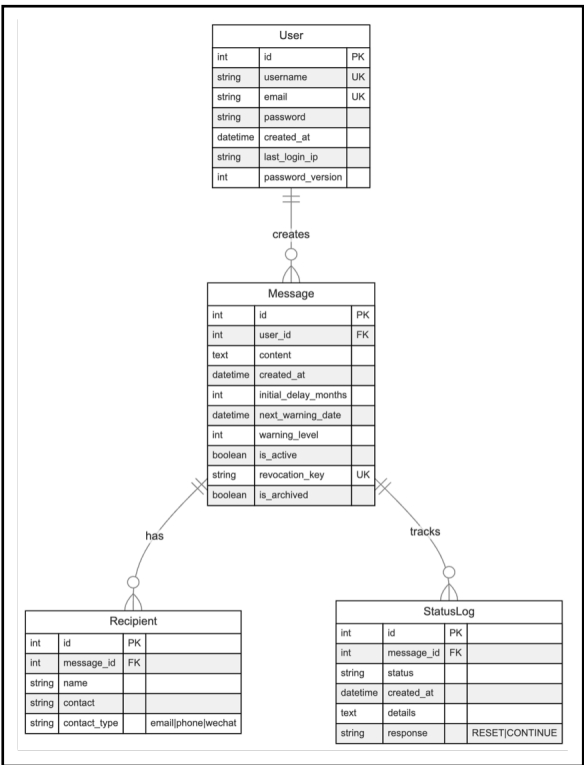 User
int id PK
string username UK
string email UK
string password
datetime created_at
string last_login_ip
int password_version
creates
Message
int id PK
int user_id FK
text content
datetime created_at
int initial_delay_months
datetime next_warning_date
int warning_level
boolean is_active
string revocation_key UK
boolean is_archived
has
tracks
Recipient
int id PK
int message_id FK
string name
string contact
string contact_type email|phone|wechat
StatusLog
int id PK
int message_id FK
string status
datetime created_at
text details
string response RESET|CONTINUE